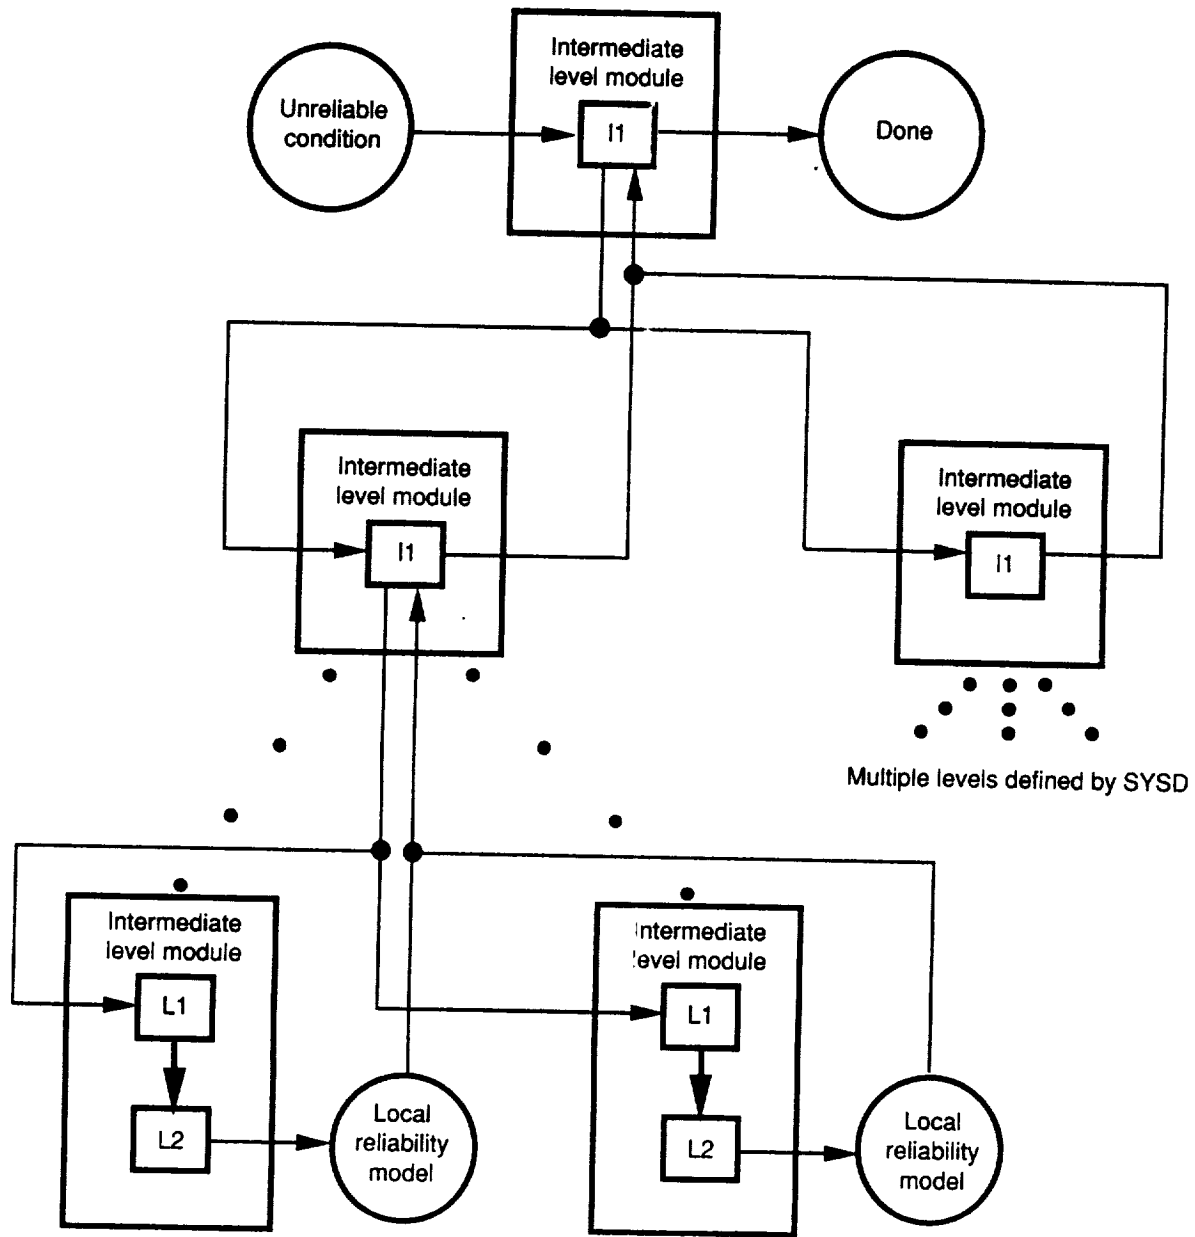 Intermediate
level module
Unreliable
condition
I1
Done
Intermediate
level module
I1
Intermediate
level module
I1
Multiple levels defined by SYSD
Intermediate
level module
L1
L2
Local
reliability
model
Intermediate
level module
L1
L2
Local
reliability
model